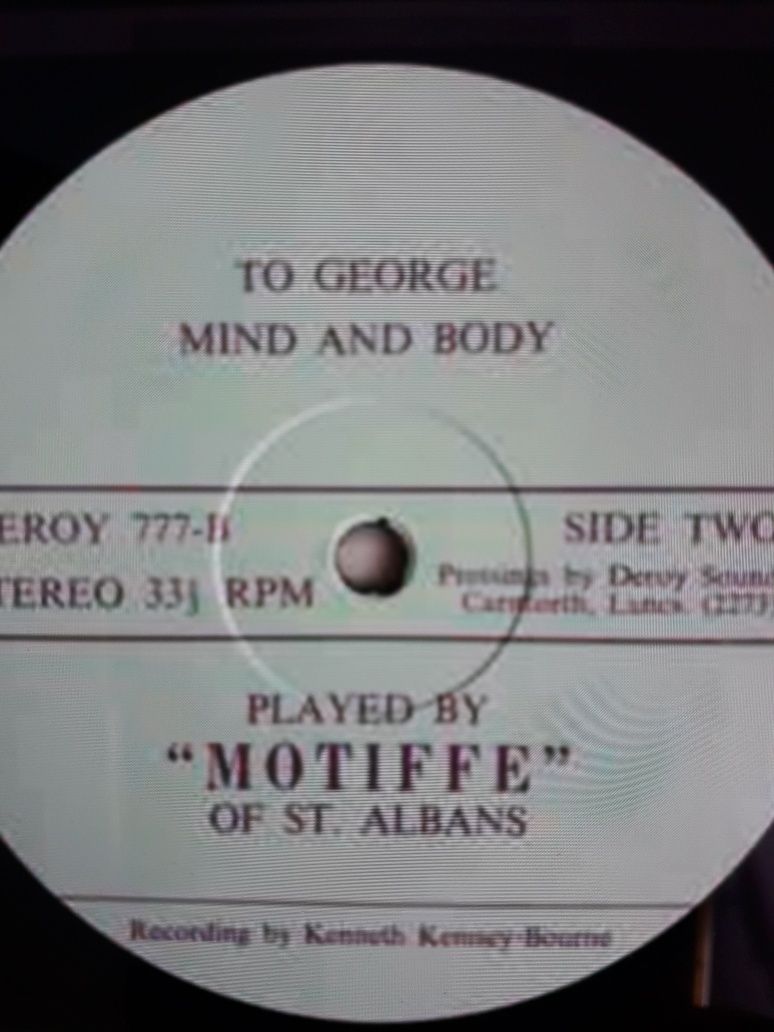 TO GEORGE
MIND AND BODY
EROY 777-B
SIDE TWO
TEREO 33⅓ RPM
Pressings by Deroy Sound
Carnforth, Lancs. (2273)
PLAYED BY
“MOTIFFE”
OF ST. ALBANS
Recording by Kenneth Kenney-Bourne